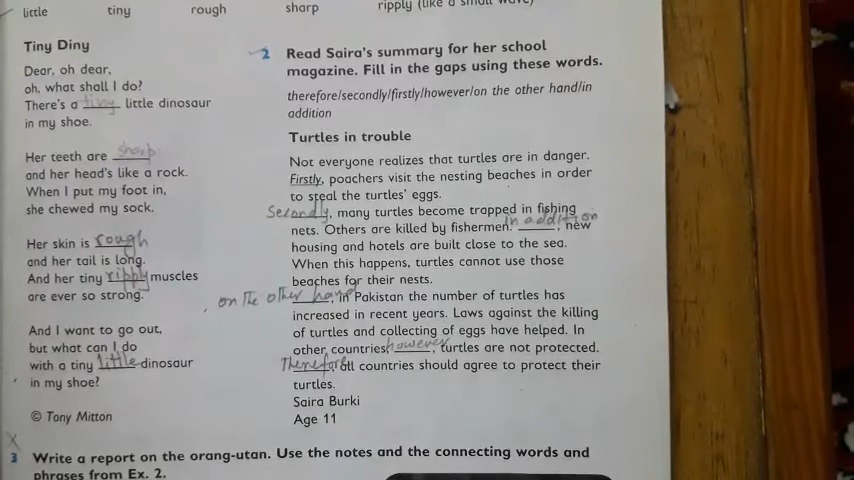 little tiny rough sharp ripply (like a small wave)
Tiny Diny
Dear, oh dear,
oh, what shall I do?
There's a tiny little dinosaur
in my shoe.
Her teeth are sharp
and her head's like a rock.
When I put my foot in,
she chewed my sock.
Her skin is rough
and her tail is long.
And her tiny ripply muscles
are ever so strong.
And I want to go out,
but what can I do
with a tiny little dinosaur
in my shoe?
© Tony Mitton
2 Read Saira's summary for her school
magazine. Fill in the gaps using these words.
therefore/secondly/firstly/however/on the other hand/in
addition
Turtles in trouble
Not everyone realizes that turtles are in danger.
Firstly, poachers visit the nesting beaches in order
to steal the turtles' eggs.
Secondly, many turtles become trapped in fishing
nets. Others are killed by fishermen. In addition, new
housing and hotels are built close to the sea.
When this happens, turtles cannot use those
beaches for their nests.
on the other hand, in Pakistan the number of turtles has
increased in recent years. Laws against the killing
of turtles and collecting of eggs have helped. In
other countries, however, turtles are not protected.
Therefore all countries should agree to protect their
turtles.
Saira Burki
Age 11
X
3 Write a report on the orang-utan. Use the notes and the connecting words and
phrases from Ex. 2.